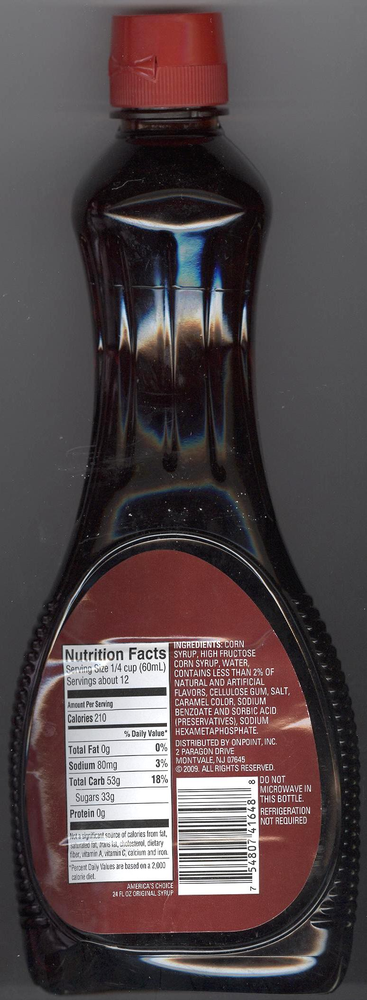 Nutrition Facts
Serving Size 1/4 cup (60mL)
Servings about 12
Amount Per Serving
Calories 210
% Daily Value*
Total Fat 0g 0%
Sodium 80mg 3%
Total Carb 53g 18%
Sugars 33g
Protein 0g
Not a significant source of calories from fat,
saturated fat, trans fat, cholesterol, dietary
fiber, vitamin A, vitamin C, calcium and iron.
*Percent Daily Values are based on a 2,000
calorie diet.
AMERICA'S CHOICE
24 FL OZ ORIGINAL SYRUP
INGREDIENTS: CORN
SYRUP, HIGH FRUCTOSE
CORN SYRUP, WATER,
CONTAINS LESS THAN 2% OF
NATURAL AND ARTIFICIAL
FLAVORS, CELLULOSE GUM, SALT,
CARAMEL COLOR, SODIUM
BENZOATE AND SORBIC ACID
(PRESERVATIVES), SODIUM
HEXAMETAPHOSPHATE.
DISTRIBUTED BY ONPOINT, INC.
2 PARAGON DRIVE
MONTVALE, NJ 07645
© 2009. ALL RIGHTS RESERVED.
7 54807 41648 8
DO NOT
MICROWAVE IN
THIS BOTTLE.
REFRIGERATION
NOT REQUIRED